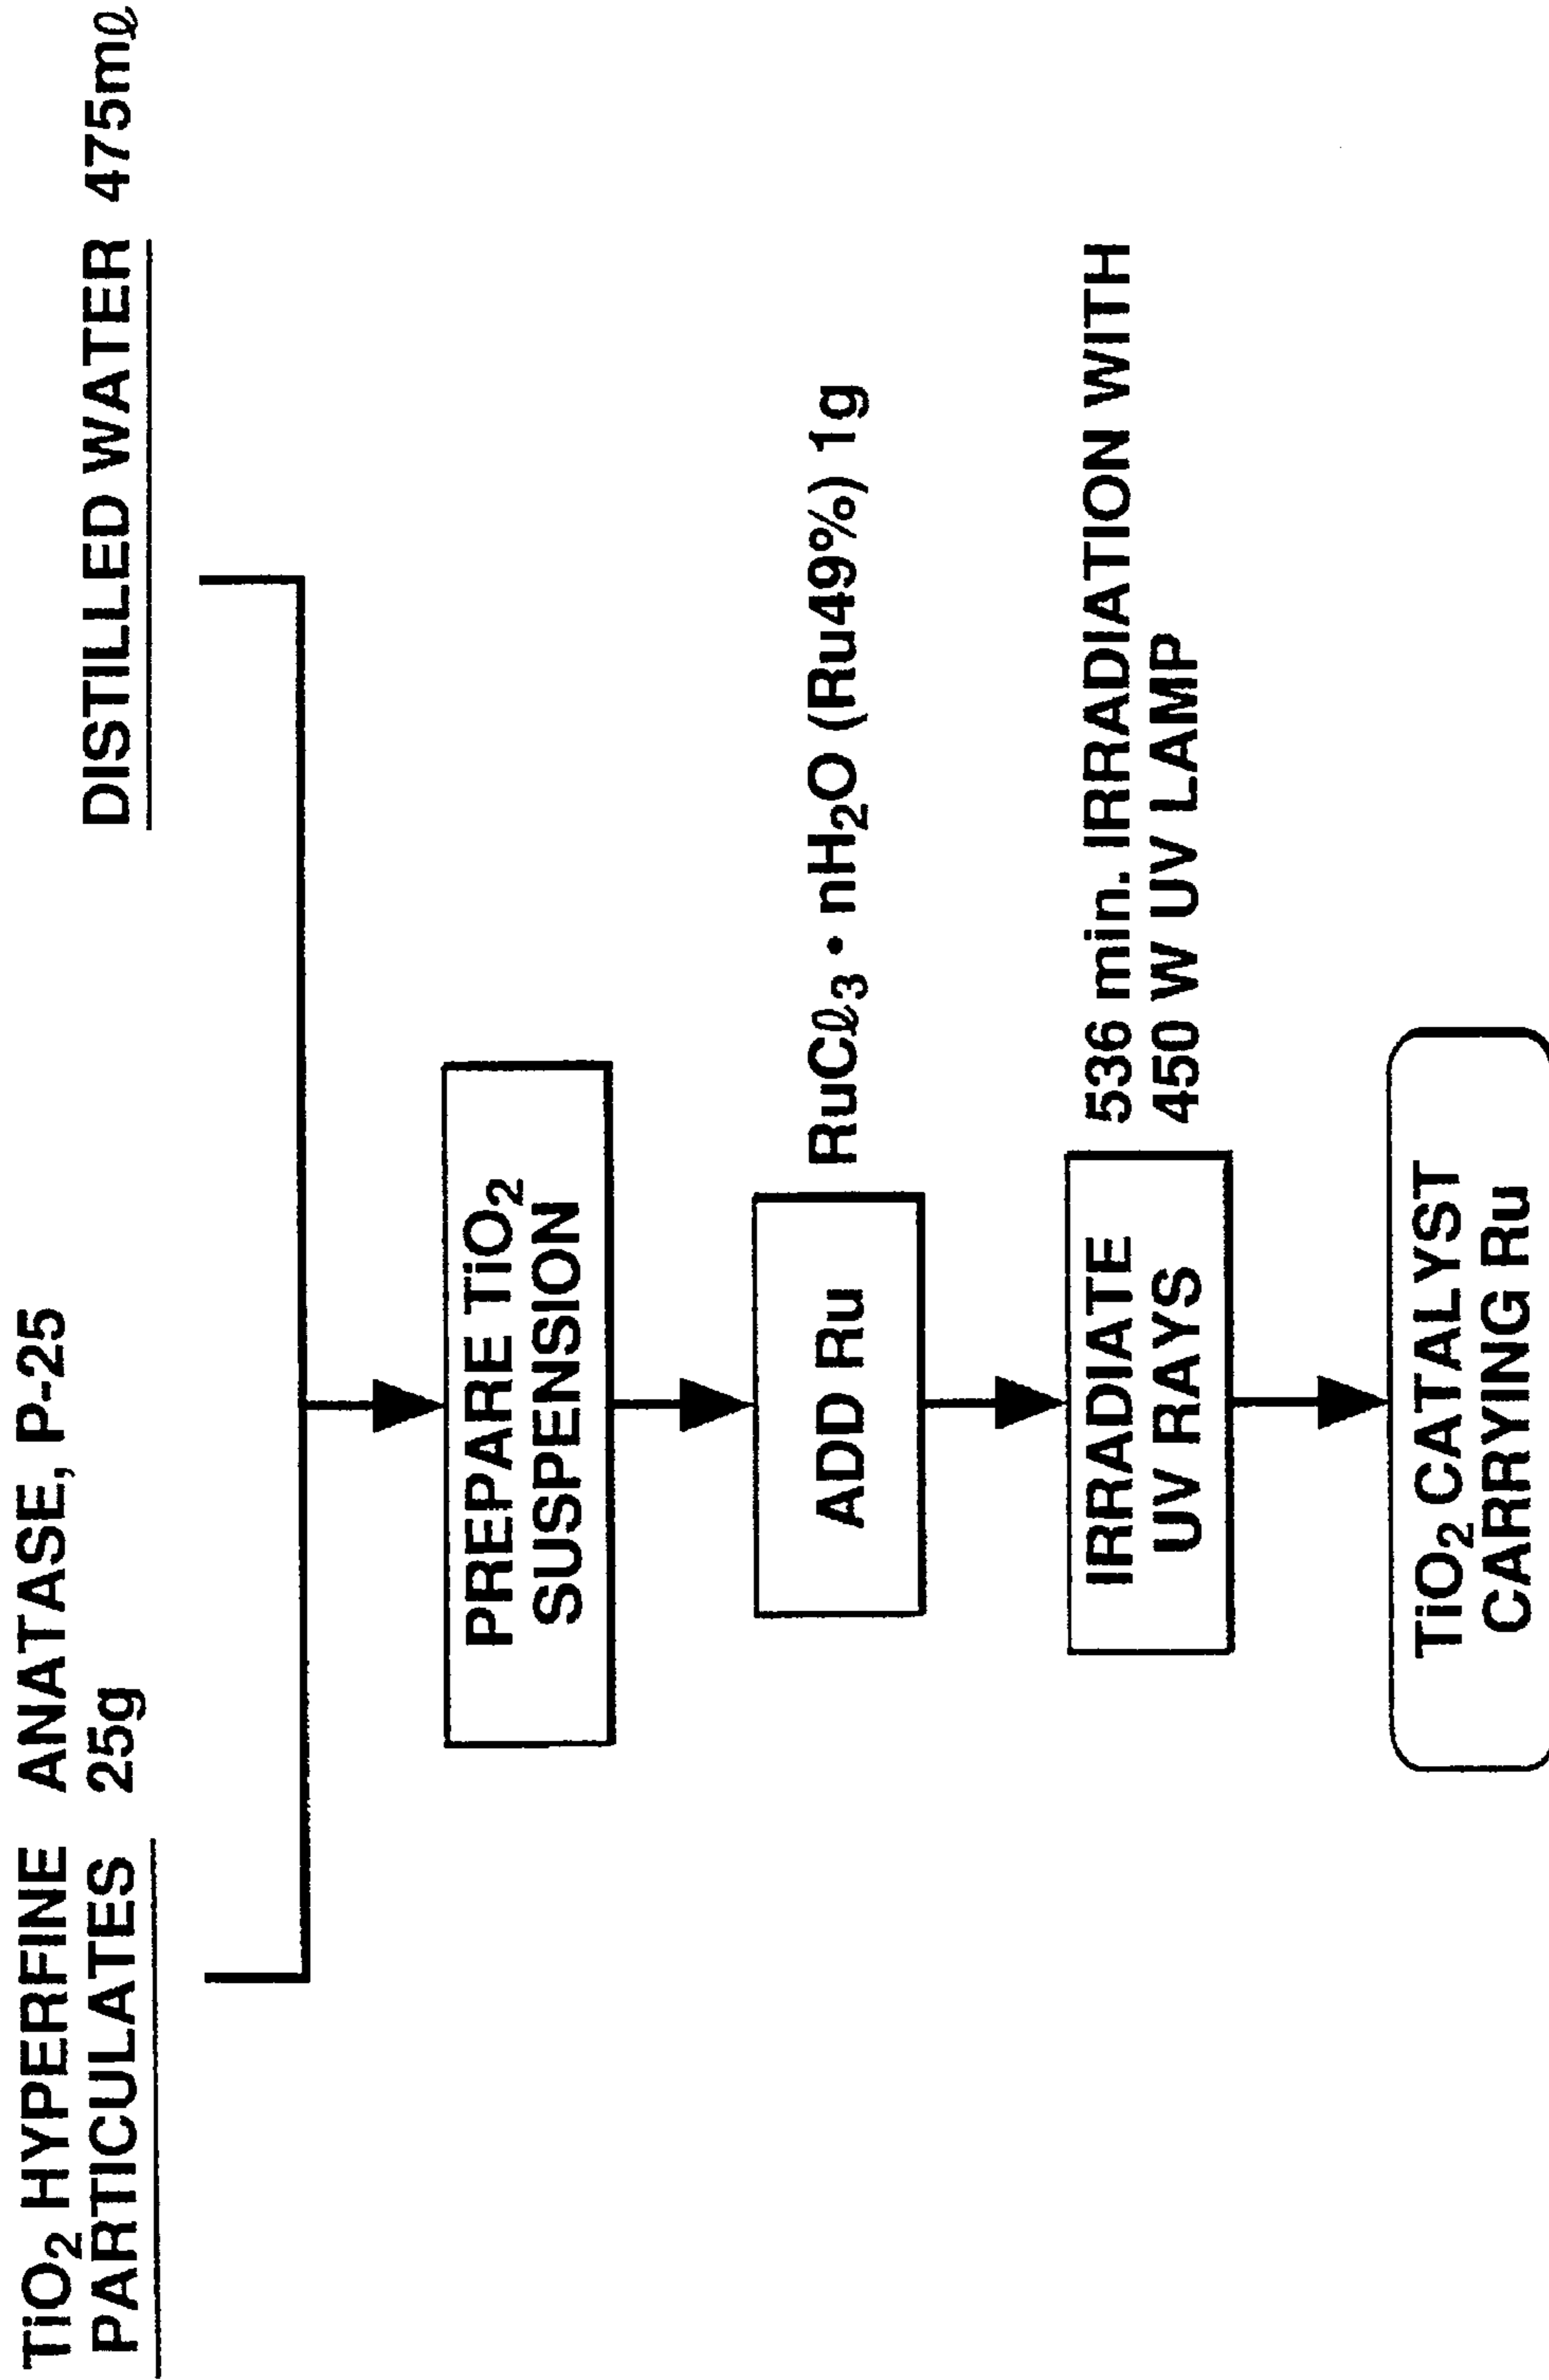 TiO₂ HYPERFINE ANATASE, P-25
PARTICULATES 25g
DISTILLED WATER 475mℓ
PREPARE TiO₂
SUSPENSION
ADD Ru
RuCℓ₃・nH₂O (Ru49%) 1g
IRRADIATE
UV RAYS
536 min. IRRADIATION WITH
450 W UV LAMP
TiO₂ CATALYST
CARRYING Ru